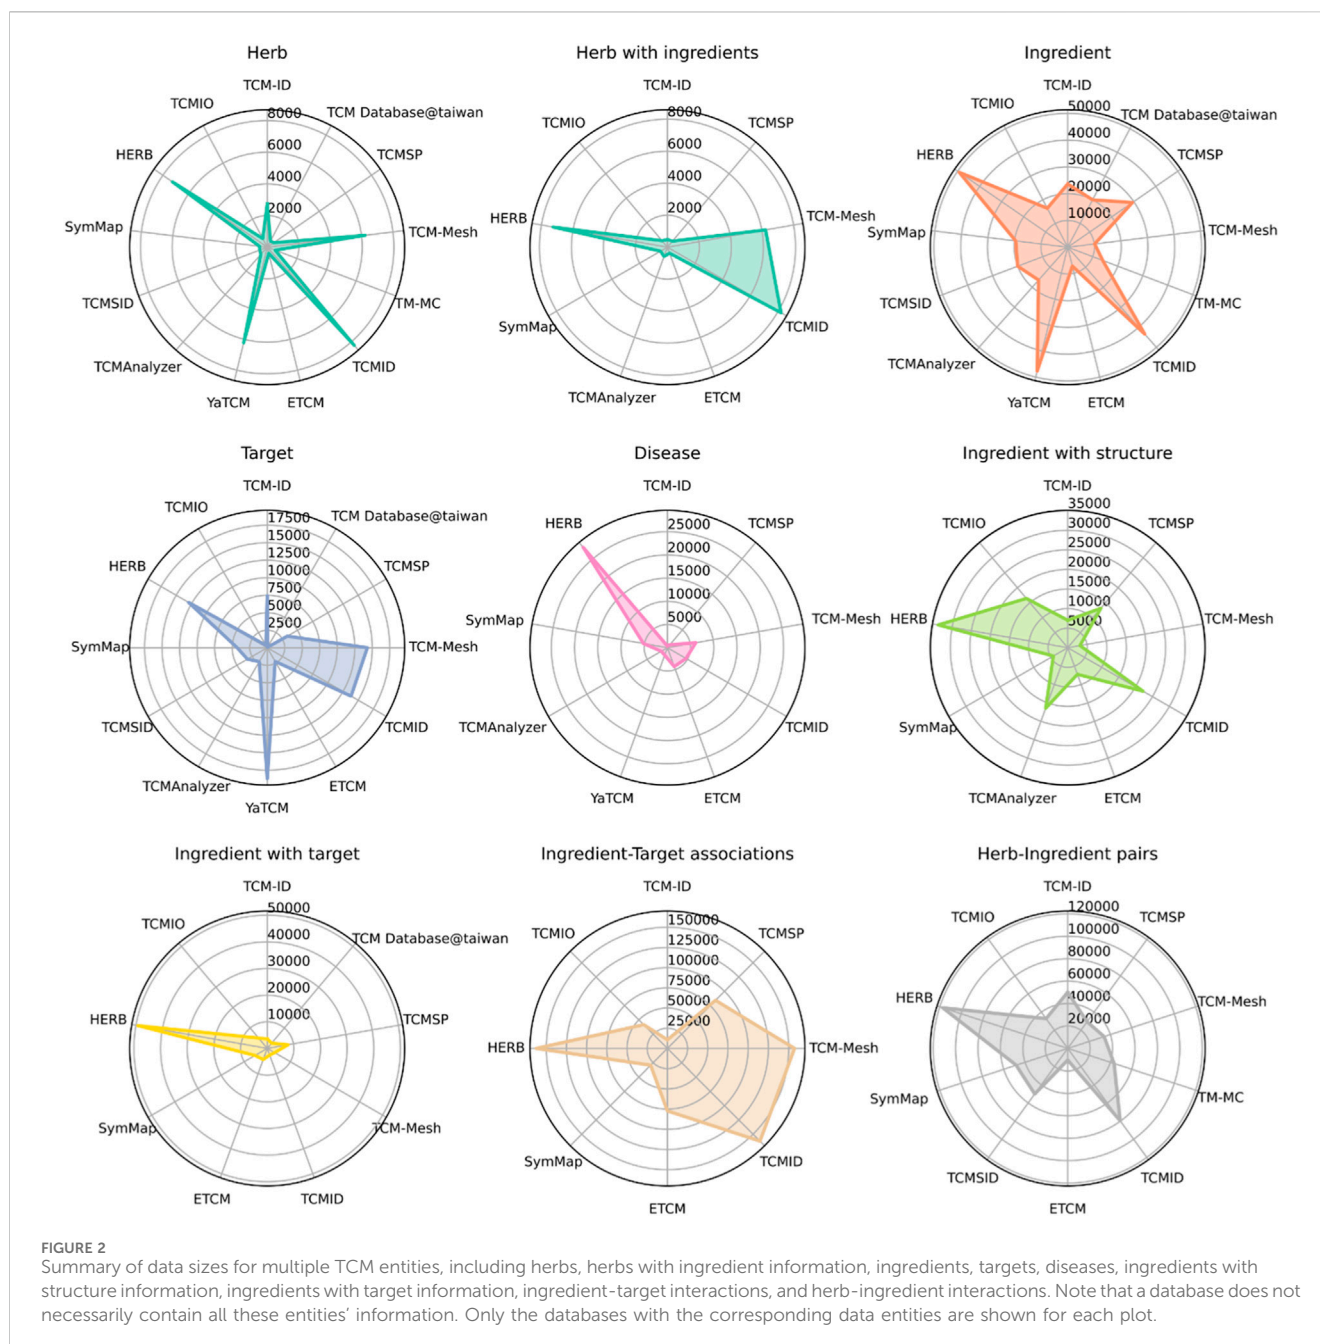 Herb
TCM-ID
TCM Database@taiwan
TCMSP
TCM-Mesh
TM-MC
TCMID
ETCM
YaTCM
TCMAnalyzer
TCMSID
SymMap
HERB
TCMIO
8000
6000
4000
2000
Herb with ingredients
TCM-ID
TCMSP
TCM-Mesh
TCMID
ETCM
TCMAnalyzer
SymMap
HERB
TCMIO
8000
6000
4000
2000
Ingredient
TCM-ID
TCM Database@taiwan
TCMSP
TCM-Mesh
TM-MC
TCMID
ETCM
YaTCM
TCMAnalyzer
TCMSID
SymMap
HERB
TCMIO
50000
40000
30000
20000
10000
Target
TCM-ID
TCM Database@taiwan
TCMSP
TCM-Mesh
TCMID
ETCM
YaTCM
TCMAnalyzer
TCMSID
SymMap
HERB
TCMIO
17500
15000
12500
10000
7500
5000
2500
Disease
TCM-ID
TCMSP
TCM-Mesh
TCMID
ETCM
YaTCM
TCMAnalyzer
SymMap
HERB
25000
20000
15000
10000
5000
Ingredient with structure
TCM-ID
TCMSP
TCM-Mesh
TCMID
ETCM
TCMAnalyzer
SymMap
HERB
TCMIO
35000
30000
25000
20000
15000
10000
5000
Ingredient with target
TCM-ID
TCM Database@taiwan
TCMSP
TCM-Mesh
TCMID
ETCM
SymMap
HERB
TCMIO
50000
40000
30000
20000
10000
Ingredient-Target associations
TCM-ID
TCMSP
TCM-Mesh
TCMID
ETCM
SymMap
HERB
TCMIO
150000
125000
100000
75000
50000
25000
Herb-Ingredient pairs
TCM-ID
TCMSP
TCM-Mesh
TM-MC
TCMID
ETCM
TCMSID
SymMap
HERB
TCMIO
120000
100000
80000
60000
40000
20000
FIGURE 2
Summary of data sizes for multiple TCM entities, including herbs, herbs with ingredient information, ingredients, targets, diseases, ingredients with
structure information, ingredients with target information, ingredient-target interactions, and herb-ingredient interactions. Note that a database does not
necessarily contain all these entities' information. Only the databases with the corresponding data entities are shown for each plot.